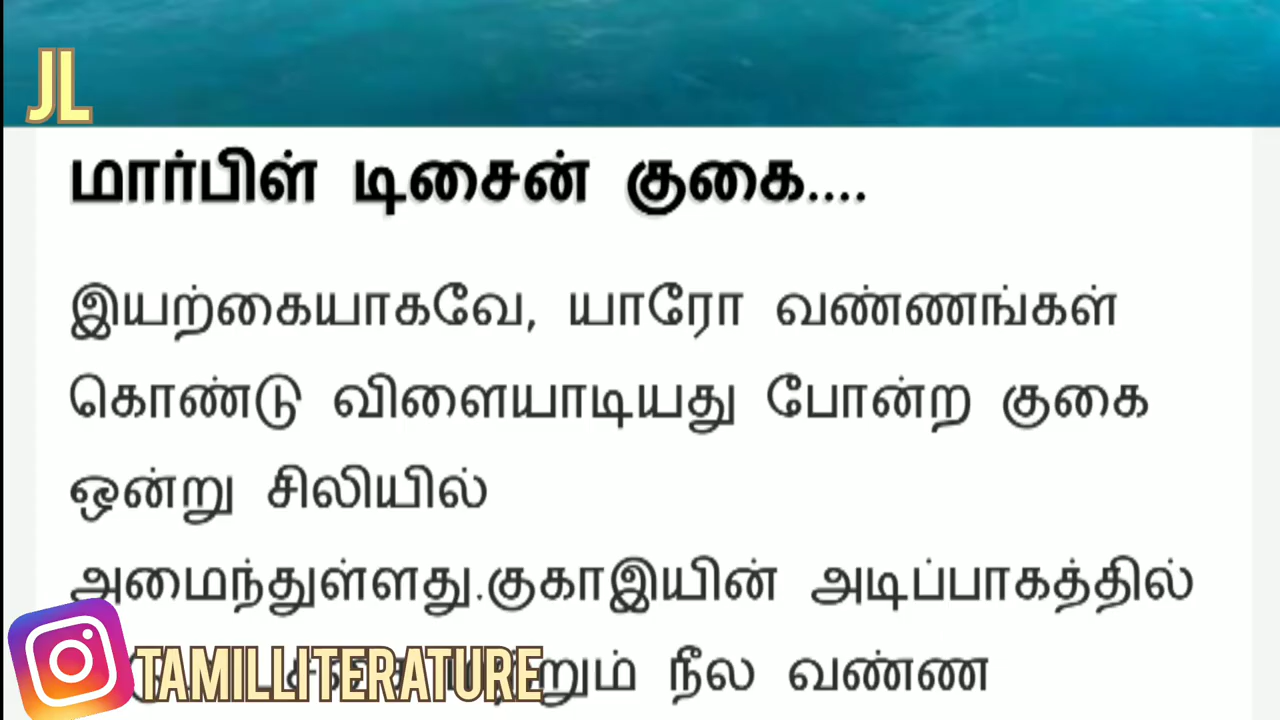 JL
மார்பிள் டிசைன் குகை....
இயற்கையாகவே, யாரோ வண்ணங்கள்
கொண்டு விளையாடியது போன்ற குகை
ஒன்று சிலியில்
அமைந்துள்ளது.குகாஇயின் அடிப்பாகத்தில்
நீல வண்ண
TAMILLITERATURE